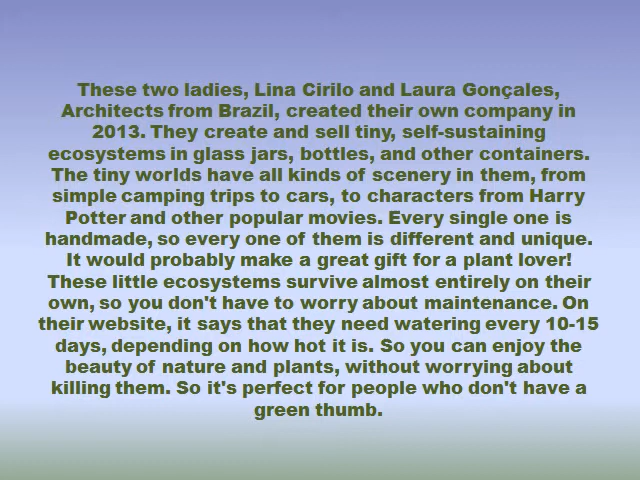 These two ladies, Lina Cirilo and Laura Gonçales,
Architects from Brazil, created their own company in
2013. They create and sell tiny, self-sustaining
ecosystems in glass jars, bottles, and other containers.
The tiny worlds have all kinds of scenery in them, from
simple camping trips to cars, to characters from Harry
Potter and other popular movies. Every single one is
handmade, so every one of them is different and unique.
It would probably make a great gift for a plant lover!
These little ecosystems survive almost entirely on their
own, so you don't have to worry about maintenance. On
their website, it says that they need watering every 10-15
days, depending on how hot it is. So you can enjoy the
beauty of nature and plants, without worrying about
killing them. So it's perfect for people who don't have a
green thumb.